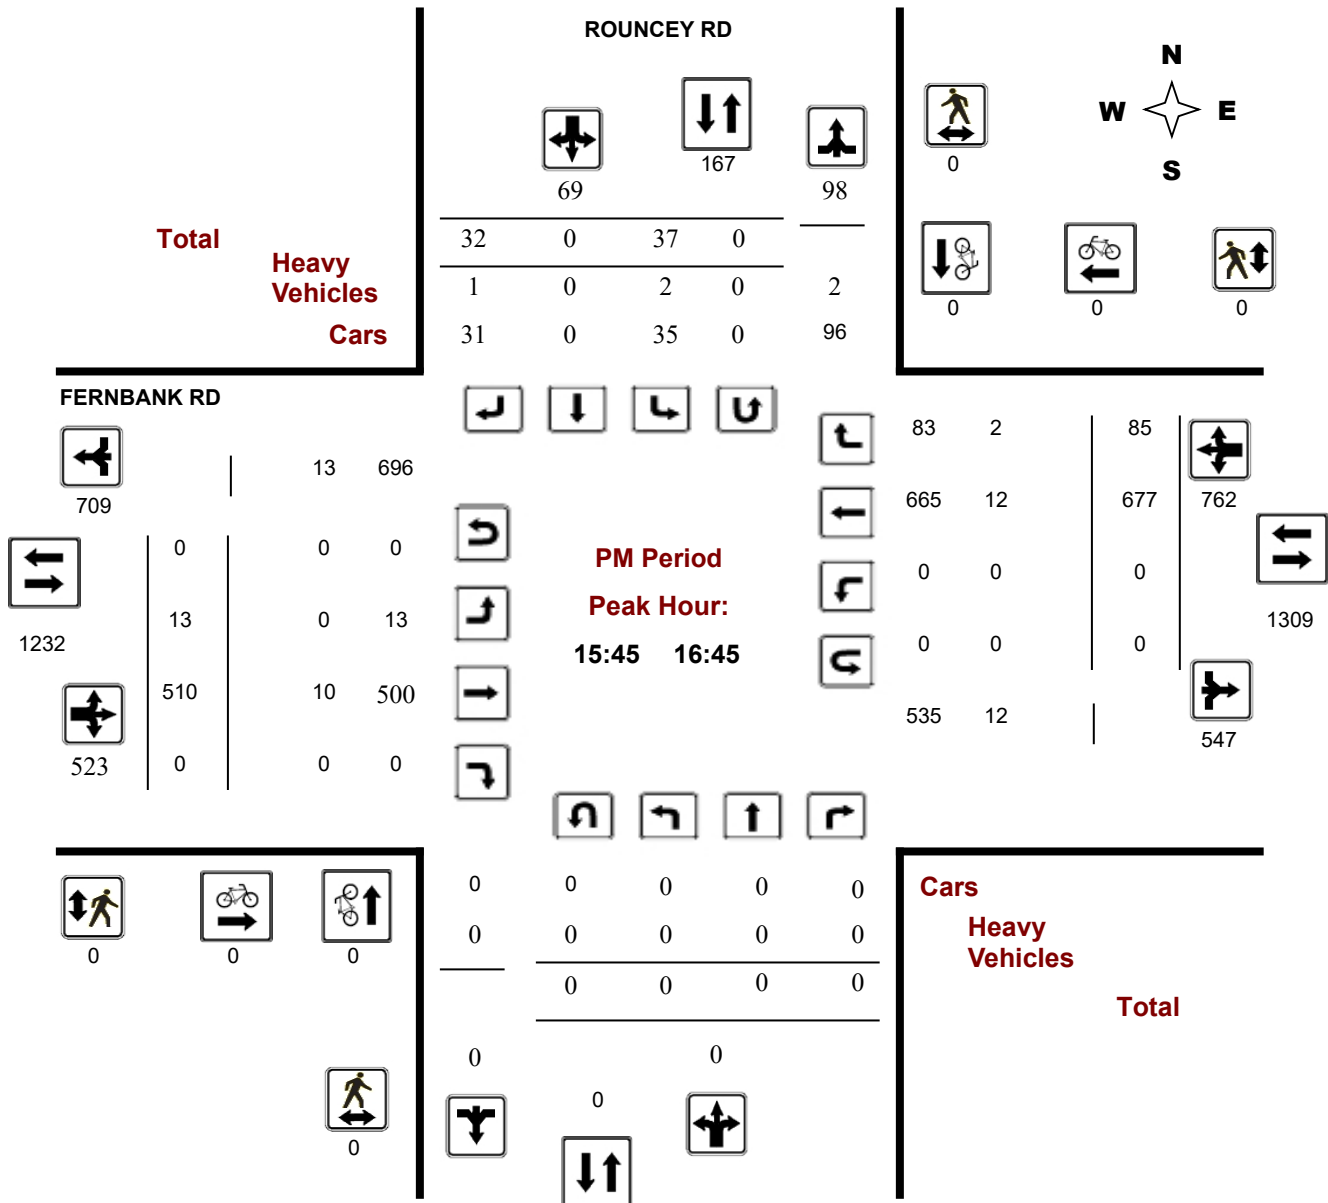 ROUNCEY RD
N
W E
S
69
167
98
0
Total
32 0 37 0
Heavy
Vehicles
1 0 2 0 2
Cars
31 0 35 0 96
0 0 0
FERNBANK RD
83 2 85
13 696
709
665 12 677 762
0 0 0
PM Period
0 0 0
Peak Hour:
13 0 13
1232
1309
15:45 16:45
0 0 0
510 10 500
535 12
547
523 0 0 0
0 0 0 0 0
Cars
0 0 0 0 0
Heavy
Vehicles
0 0 0
0 0 0 0
Total
0 0
0
0